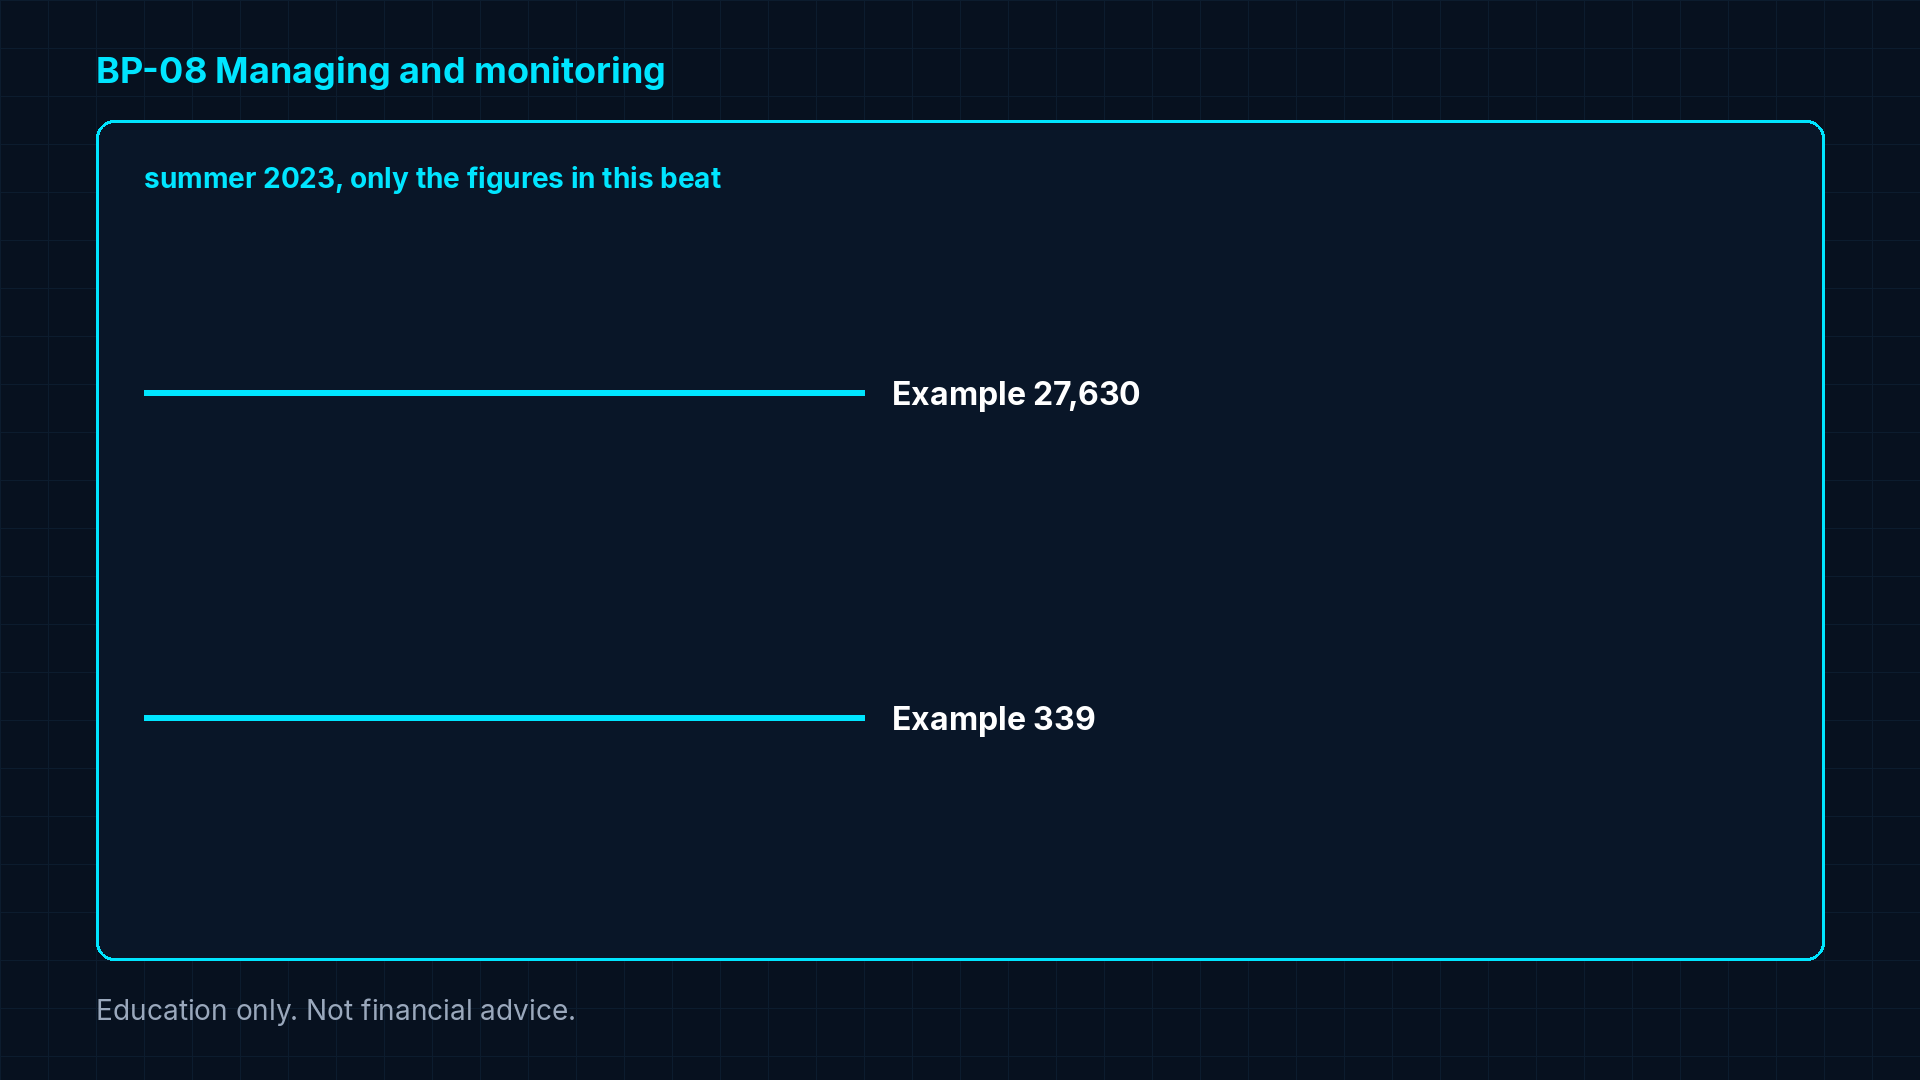 BP-08 Managing and monitoring
summer 2023, only the figures in this beat
Example 27,630
Example 339
Education only. Not financial advice.